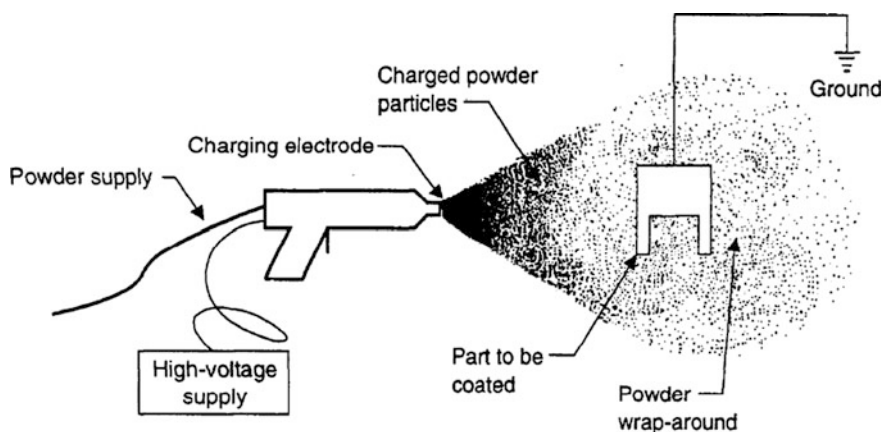 Charged powder
particles
Ground
Charging electrode
Powder supply
High-voltage
supply
Part to be
coated
Powder
wrap-around